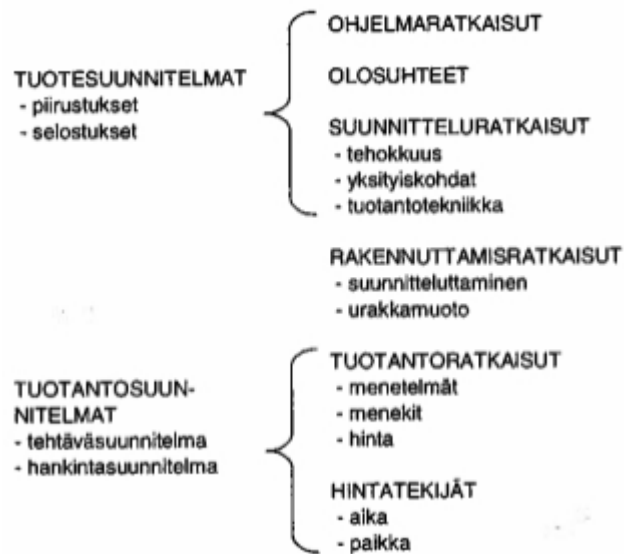 TUOTESUUNNITELMAT
- piirustukset
- selostukset
OHJELMARATKAISUT
OLOSUHTEET
SUUNNITTELURATKAISUT
- tehokkuus
- yksityiskohdat
- tuotantotekniikka
RAKENNUTTAMISRATKAISUT
- suunnitteluttaminen
- urakkamuoto
TUOTANTOSUUN-
NITELMAT
- tehtäväsuunnitelma
- hankintasuunnitelma
TUOTANTORATKAISUT
- menetelmät
- menekit
- hinta
HINTATEKIJÄT
- aika
- paikka